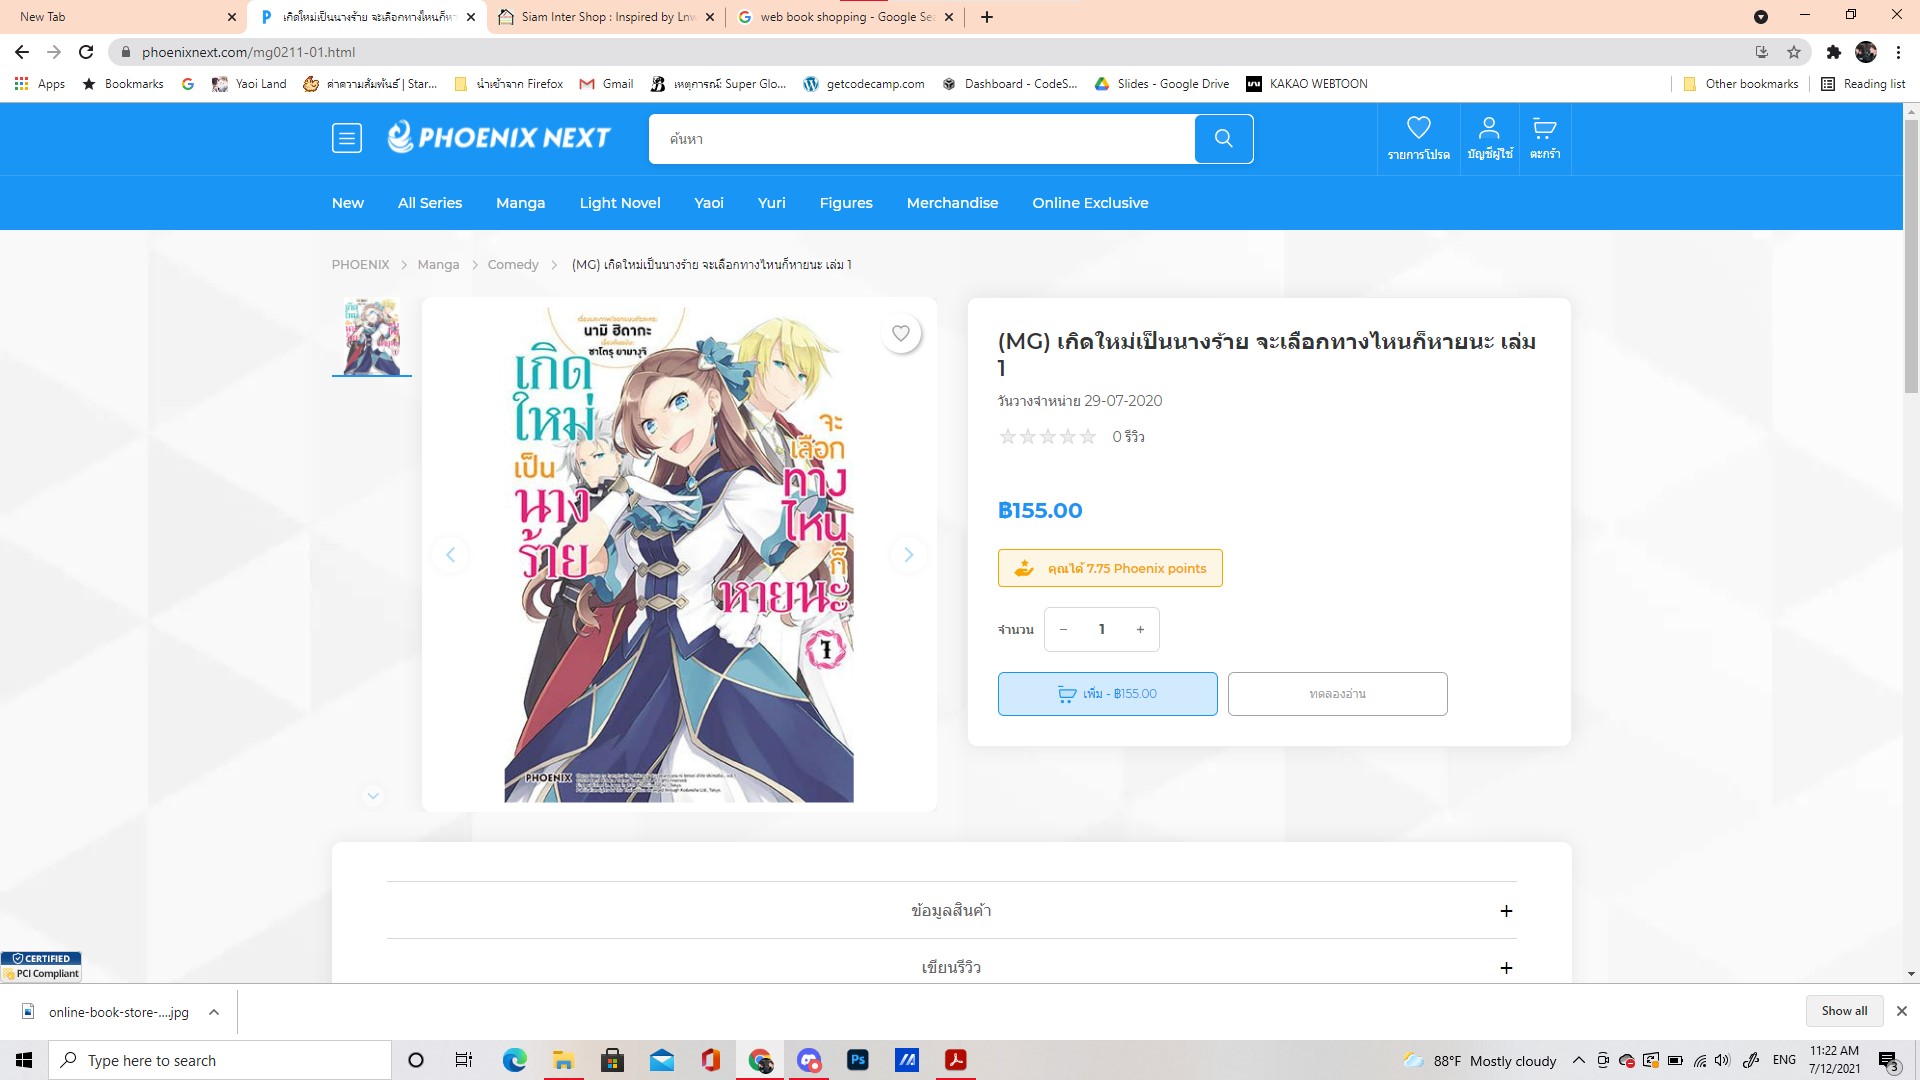 New Tab
เกิดใหม่เป็นนางร้าย จะเลือกทางไหนก็หา
Siam Inter Shop : Inspired by Lnw
web book shopping - Google Sea
phoenixnext.com/mg0211-01.html
Apps
Bookmarks
Yaoi Land
ค่าความสัมพันธ์ | Star...
นำเข้าจาก Firefox
Gmail
เหตุการณ์: Super Glo...
getcodecamp.com
Dashboard - CodeS...
Slides - Google Drive
KAKAO WEBTOON
Other bookmarks
Reading list
PHOENIX NEXT
ค้นหา
รายการโปรด
บัญชีผู้ใช้
ตะกร้า
New
All Series
Manga
Light Novel
Yaoi
Yuri
Figures
Merchandise
Online Exclusive
PHOENIX > Manga > Comedy > (MG) เกิดใหม่เป็นนางร้าย จะเลือกทางไหนก็หายนะ เล่ม 1
นามิ ฮิดากะ
ซาโตรุ ยามางุจิ
เกิด
ใหม่
เป็น
นาง
ร้าย
จะ
เลือก
ทาง
ไหน
ก็
หายนะ
1
PHOENIX
(MG) เกิดใหม่เป็นนางร้าย จะเลือกทางไหนก็หายนะ เล่ม
1
วันวางจำหน่าย 29-07-2020
0 รีวิว
฿155.00
คุณได้ 7.75 Phoenix points
จำนวน
− 1 +
เพิ่ม - ฿155.00
ทดลองอ่าน
ข้อมูลสินค้า +
เขียนรีวิว +
CERTIFIED
PCI Compliant
online-book-store-....jpg
Show all
Type here to search
Ps
88°F Mostly cloudy
ENG
11:22 AM
7/12/2021
3